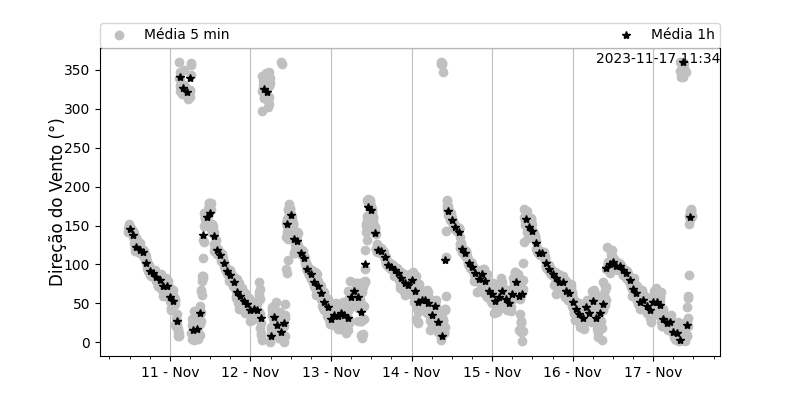 Média 5 min
Média 1h
2023-11-17 11:34
Direção do Vento (°)
350
300
250
200
150
100
50
0
11 - Nov
12 - Nov
13 - Nov
14 - Nov
15 - Nov
16 - Nov
17 - Nov